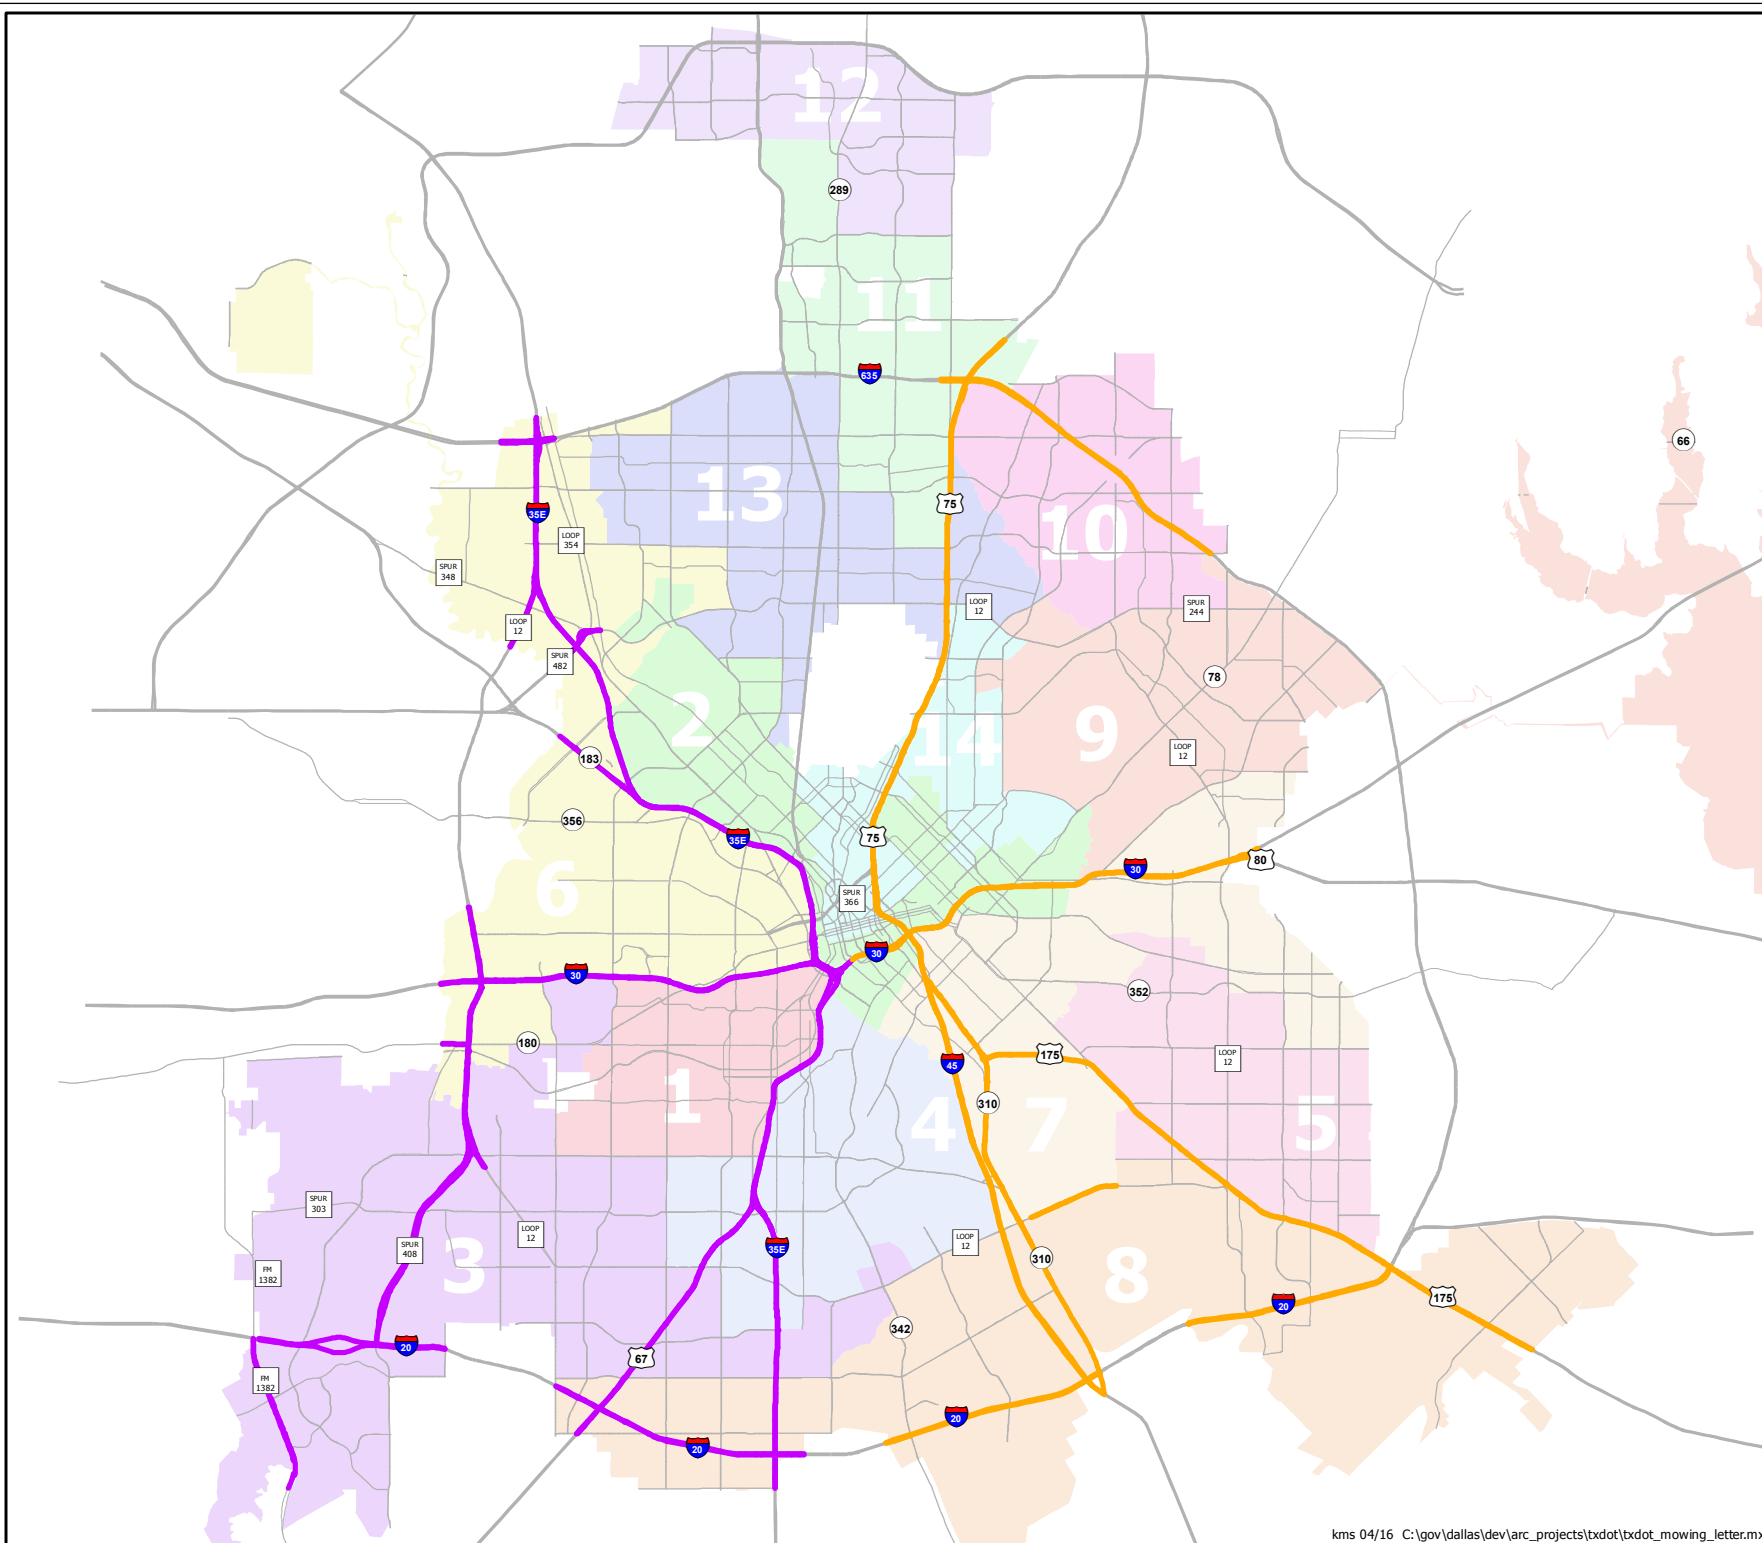 12
289
11
635
66
13
75
35E
10
LOOP
354
SPUR
348
LOOP
12
SPUR
244
LOOP
12
SPUR
482
78
2
14
9
183
LOOP
12
356
35E
75
30
80
6
SPUR
366
30
30
352
180
45
175
LOOP
12
1
310
4
7
5
SPUR
303
LOOP
12
LOOP
12
SPUR
408
35E
310
3
FM
1382
8
175
20
342
20
67
FM
1382
20
20
kms 04/16 C:\gov\dallas\dev\arc_projects\txdot\txdot_mowing_letter.mx